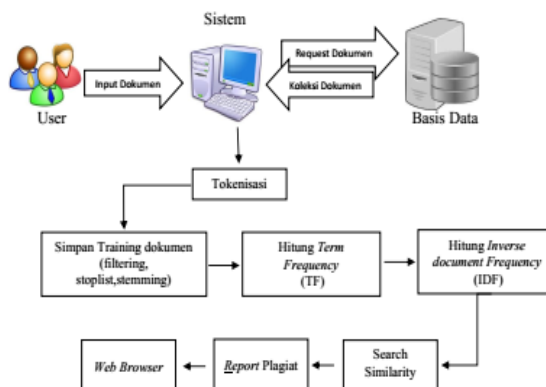 Sistem
Request Dokumen
Input Dokumen
Koleksi Dokumen
User
Basis Data
Tokenisasi
Simpan Training dokumen
(filtering,
stoplist,stemming)
Hitung Term
Frequency
(TF)
Hitung Inverse
document Frequency
(IDF)
Web Browser
Report Plagiat
Search
Similarity